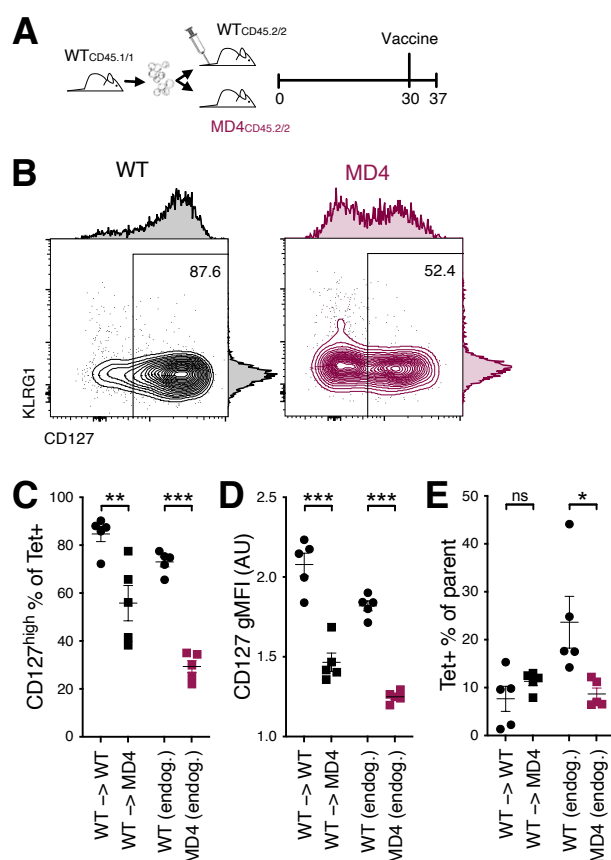 A
WTCD45.1/1
WTCD45.2/2
MD4CD45.2/2
Vaccine
0 30 37
B
WT MD4
87.6 52.4
KLRG1
CD127
C
CD127high % of Tet+
100
80
60
40
20
0
** ***
WT –> WT
WT –> MD4
WT (endog.)
MD4 (endog.)
D
CD127 gMFI (AU)
2.5
2.0
1.5
1.0
*** ***
WT –> WT
WT –> MD4
WT (endog.)
MD4 (endog.)
E
Tet+ % of parent
50
40
30
20
10
0
ns *
WT –> WT
WT –> MD4
WT (endog.)
MD4 (endog.)